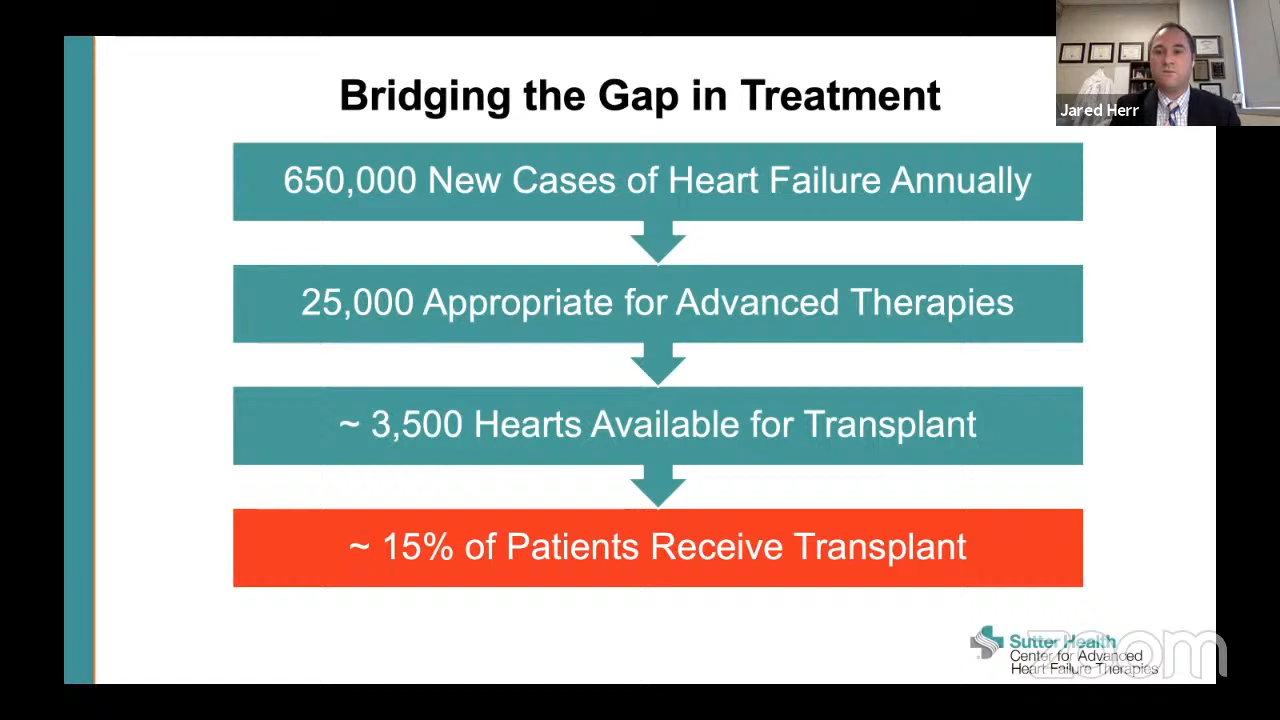 Bridging the Gap in Treatment
Jared Herr
650,000 New Cases of Heart Failure Annually
25,000 Appropriate for Advanced Therapies
~ 3,500 Hearts Available for Transplant
~ 15% of Patients Receive Transplant
Sutter Health
Center for Advanced
Heart Failure Therapies
zoom